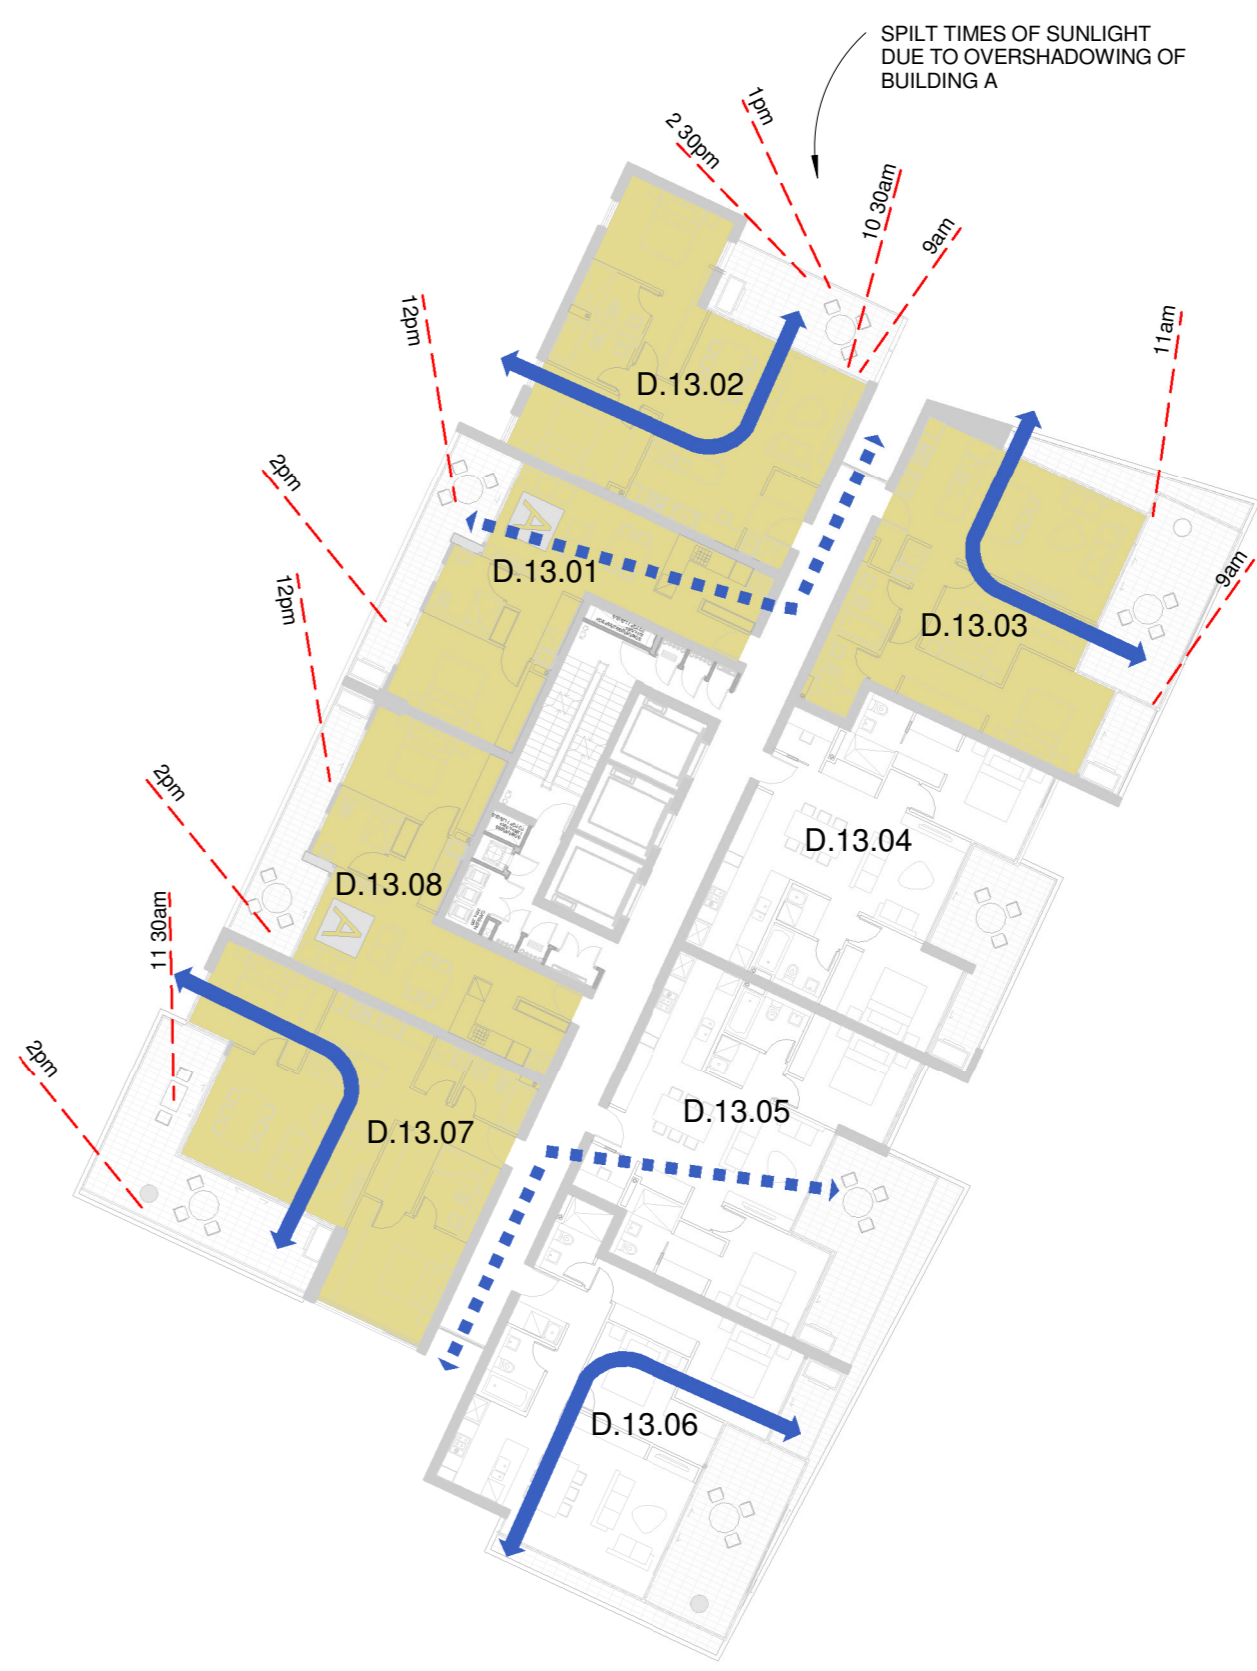 SPILT TIMES OF SUNLIGHT
DUE TO OVERSHADOWING OF
BUILDING A
1pm
2 30pm
10 30am
9am
12pm
11am
D.13.02
2pm
D.13.01
9am
12pm
D.13.03
2pm
D.13.04
D.13.08
A
A
11 30am
2pm
D.13.05
D.13.07
D.13.06